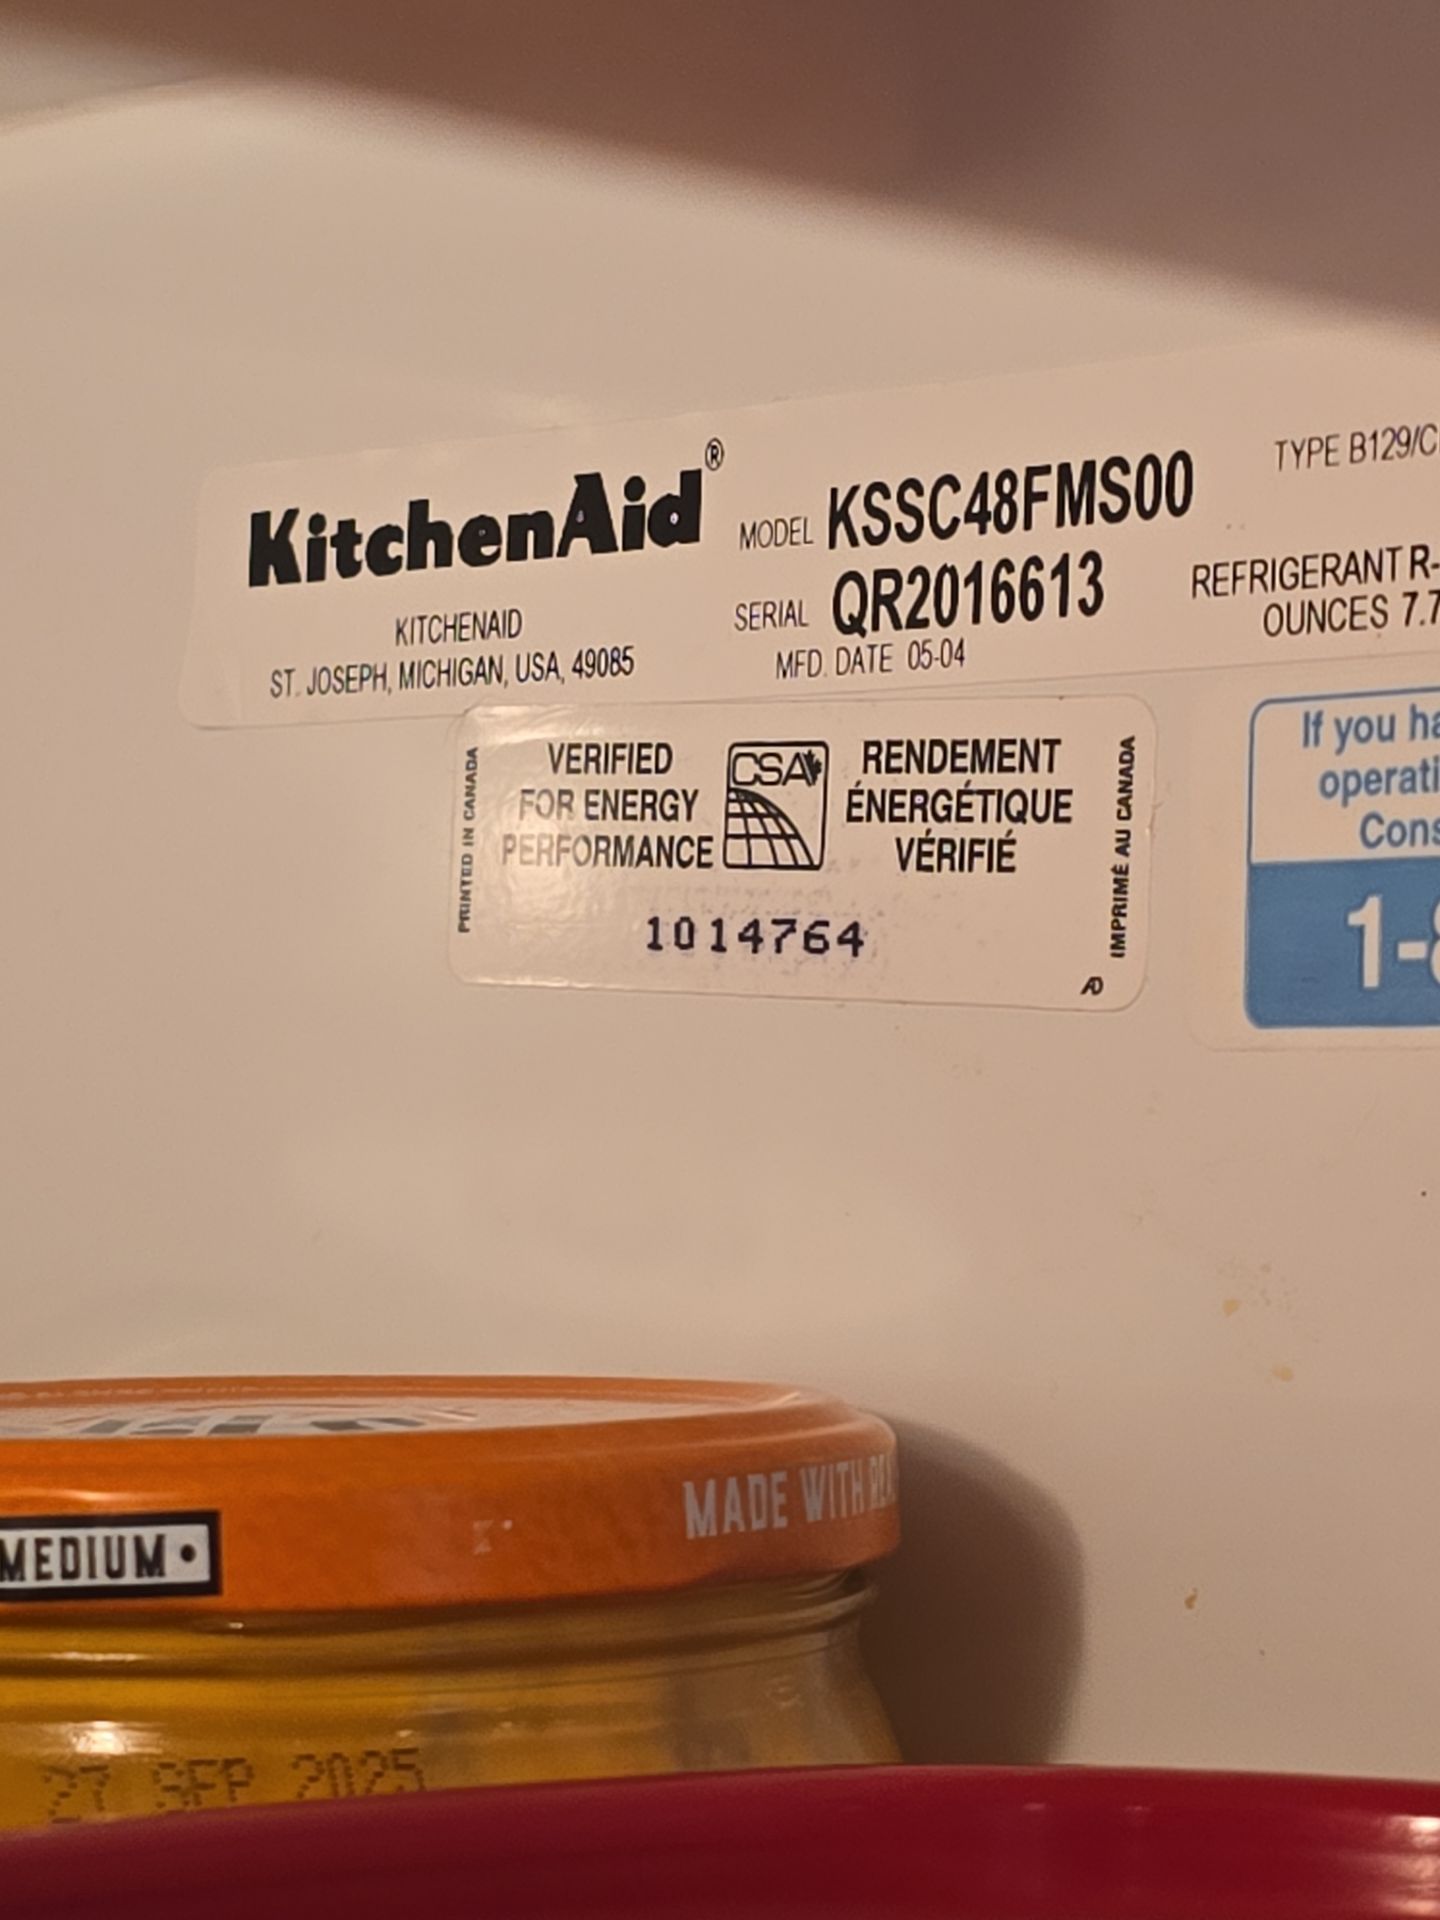 KitchenAid®
KITCHENAID
ST. JOSEPH, MICHIGAN, USA, 49085
MODEL KSSC48FMS00
SERIAL QR2016613
MFD. DATE 05-04
TYPE B129/C
REFRIGERANT R-
OUNCES 7.7
PRINTED IN CANADA
VERIFIED
FOR ENERGY
PERFORMANCE
CSA
RENDEMENT
ÉNERGÉTIQUE
VÉRIFIÉ
IMPRIMÉ AU CANADA
1014764
If you ha
operati
Cons
1-8
MADE WITH REA
MEDIUM •
27 SEP 2025